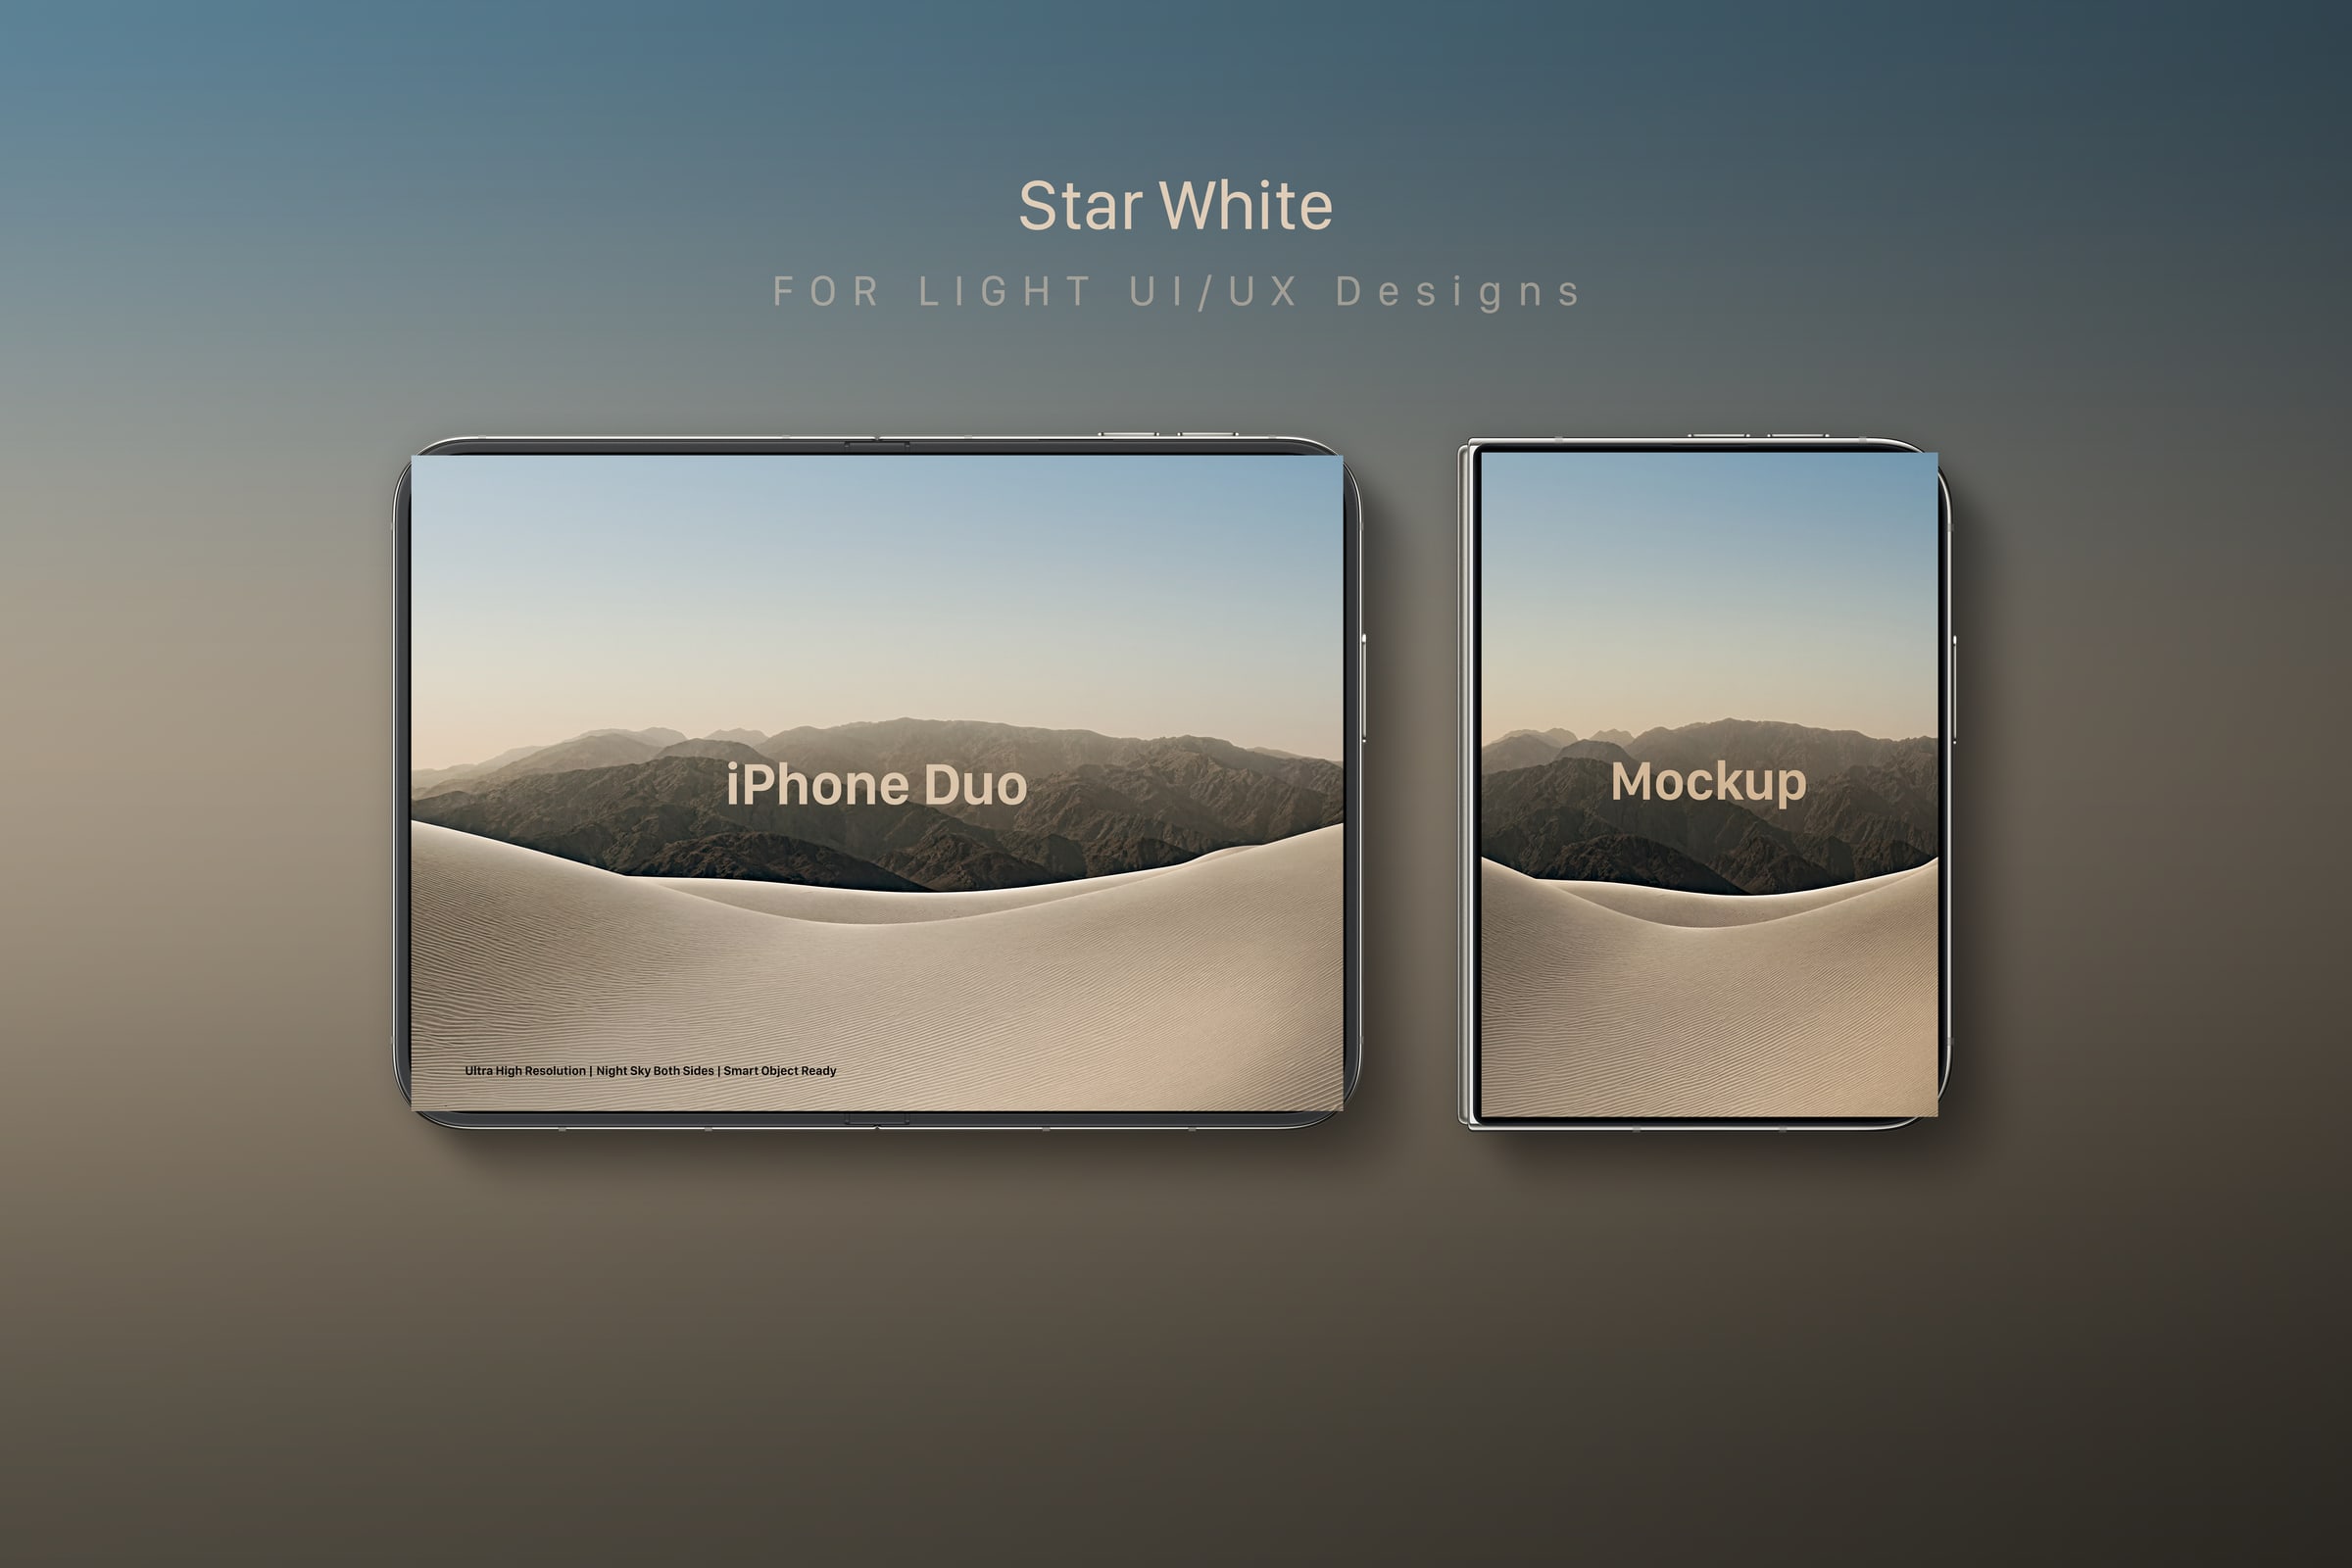 Star White
FOR LIGHT UI/UX Designs
iPhone Duo
Mockup
Ultra High Resolution | Night Sky Both Sides | Smart Object Ready